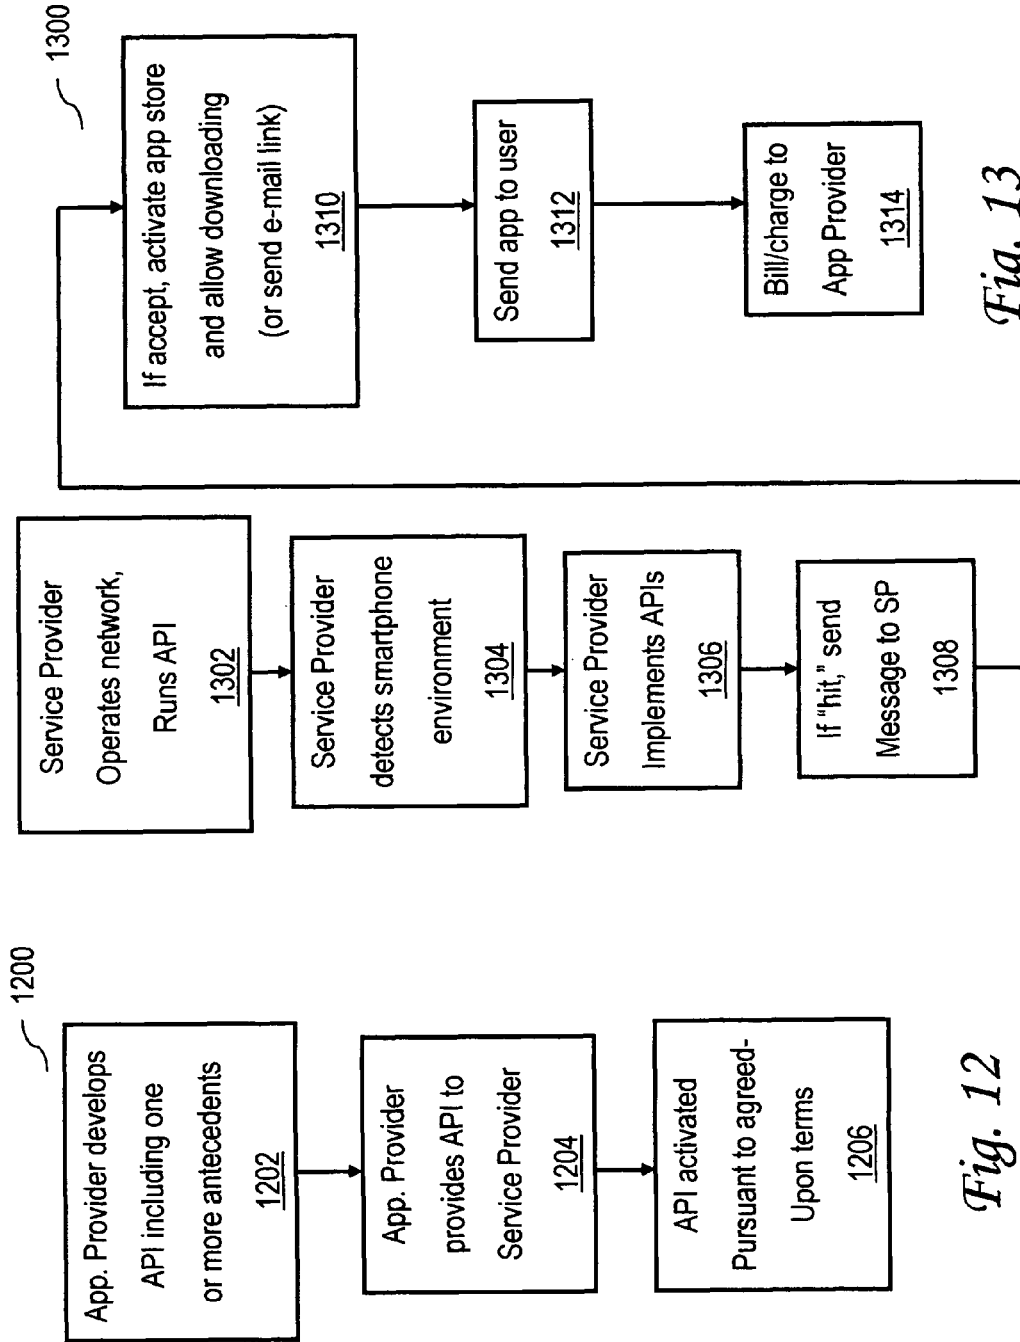 1200
App. Provider develops
API including one
or more antecedents
1202
App. Provider
provides API to
Service Provider
1204
API activated
Pursuant to agreed-
Upon terms
1206
Fig. 12
1300
Service Provider
Operates network,
Runs API
1302
Service Provider
detects smartphone
environment
1304
Service Provider
Implements APIs
1306
If “hit,” send
Message to SP
1308
If accept, activate app store
and allow downloading
(or send e-mail link)
1310
Send app to user
1312
Bill/charge to
App Provider
1314
Fig. 13